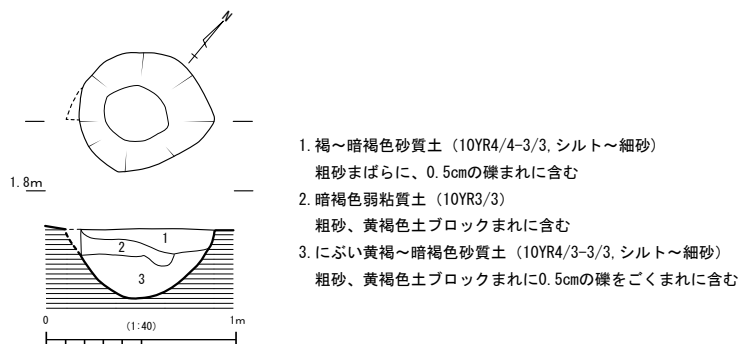 N
1. 褐～暗褐色砂質土（10YR4/4-3/3, シルト～細砂）
粗砂まばらに、0.5cmの礫まれに含む
1.8m
2. 暗褐色弱粘質土（10YR3/3）
粗砂、黄褐色土ブロックまれに含む
3. にぶい黄褐～暗褐色砂質土（10YR4/3-3/3, シルト～細砂）
粗砂、黄褐色土ブロックまれに0.5cmの礫をごくまれに含む
1
2
3
0 (1:40) 1m